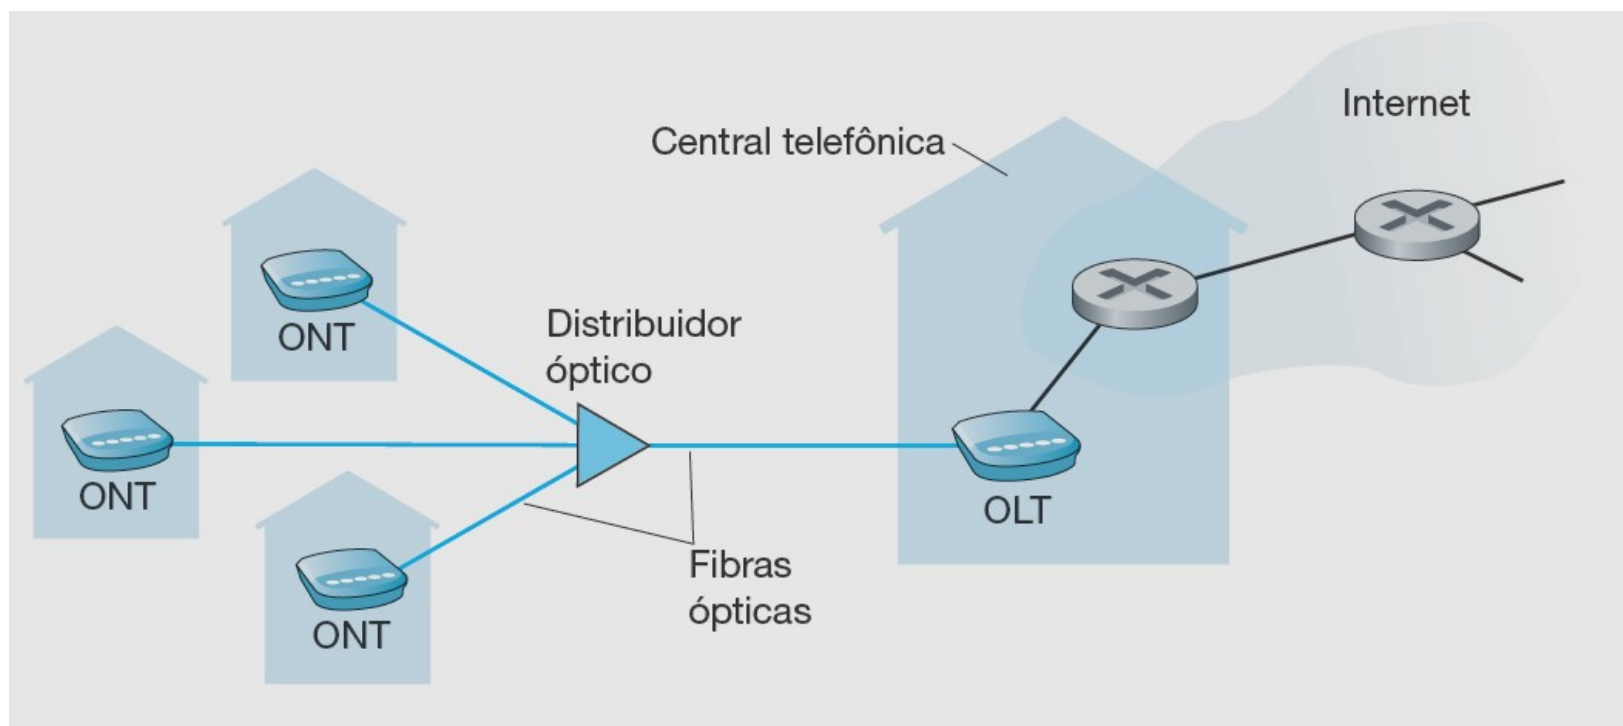 Internet
Central telefônica
Distribuidor
óptico
ONT
ONT
ONT
OLT
Fibras
ópticas